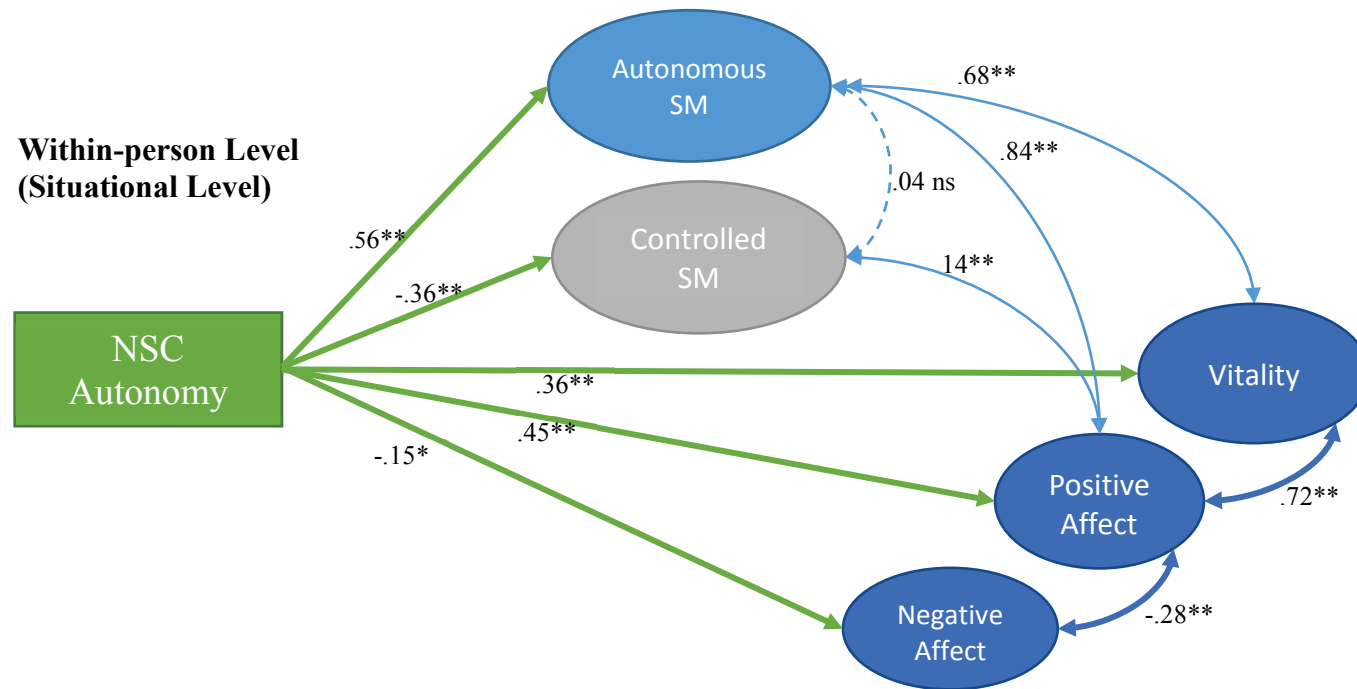 Autonomous
SM
.68**
.84**
Within-person Level
(Situational Level)
.04 ns
.56**
Controlled
SM
14**
-.36**
NSC
Autonomy
Vitality
.36**
.45**
-.15*
Positive
Affect
.72**
Negative
Affect
-.28**